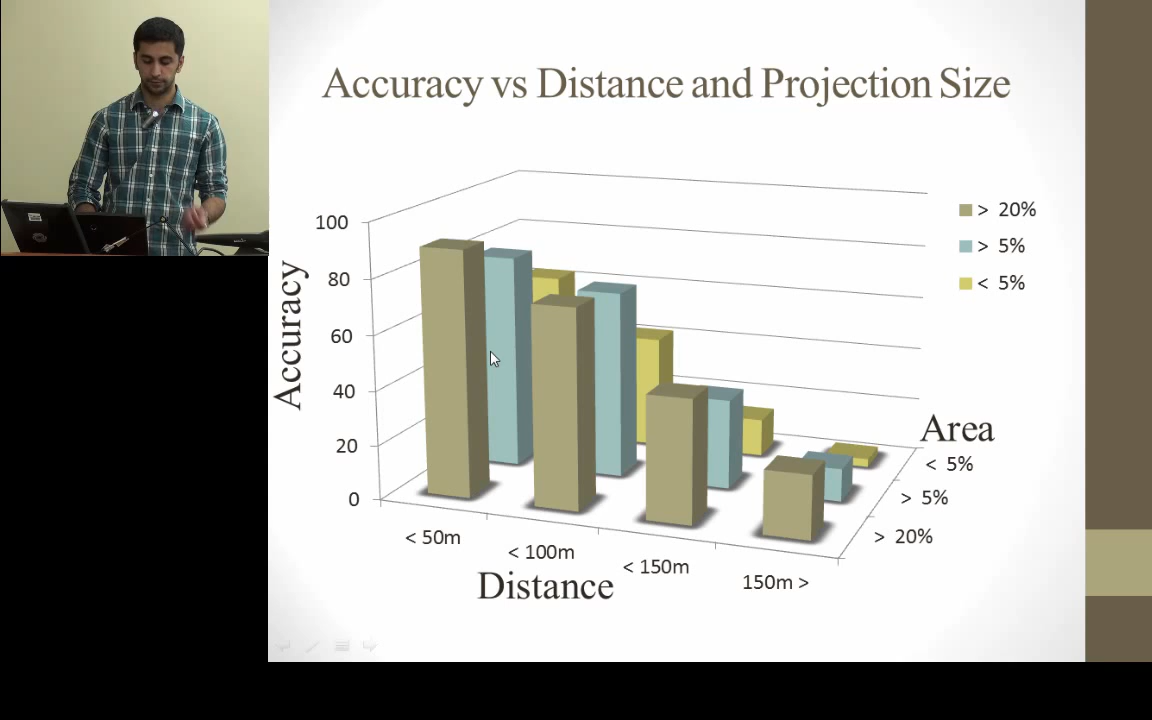 Accuracy vs Distance and Projection Size
100
80
60
40
20
0
Accuracy
> 20%
> 5%
< 5%
Area
< 5%
> 5%
> 20%
< 50m
< 100m
< 150m
150m >
Distance